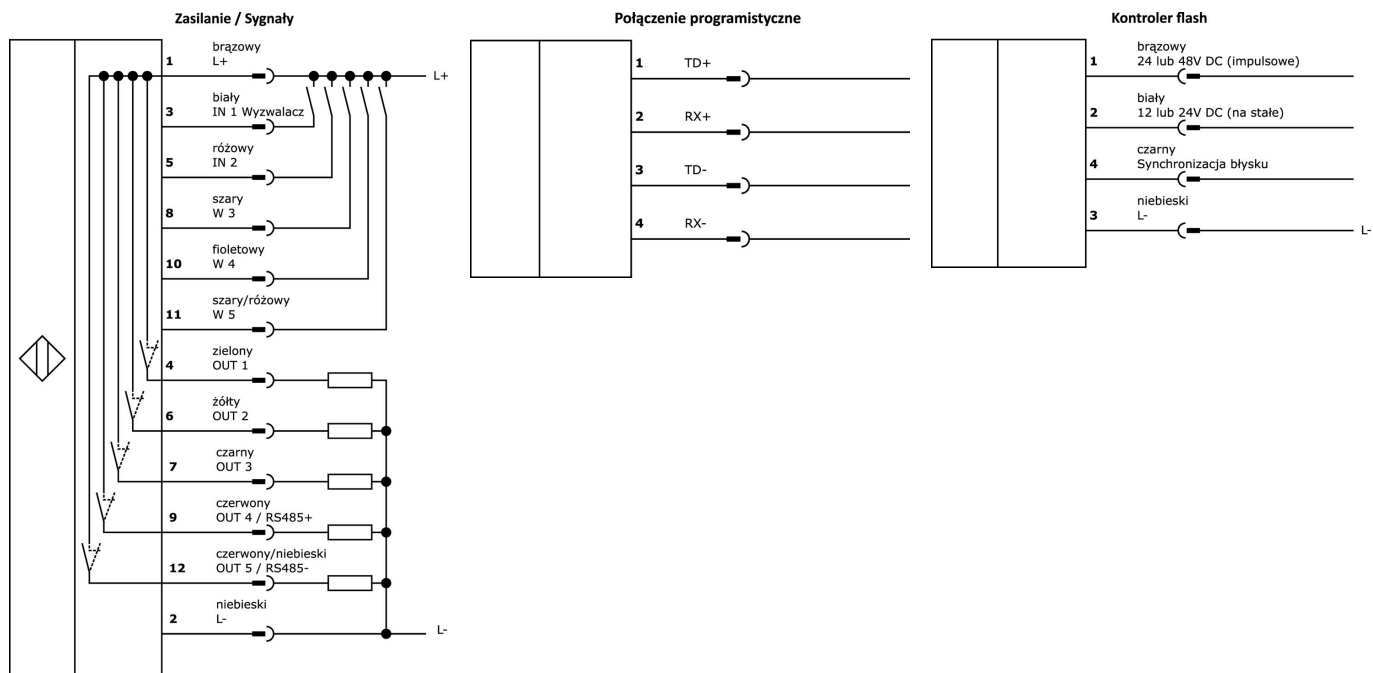 Zasilanie / Sygnały
brązowy
1 L+
L+
biały
3 IN 1 Wyzwalacz
różowy
5 IN 2
szary
8 W 3
fioletowy
10 W 4
szary/różowy
11 W 5
zielony
4 OUT 1
żółty
6 OUT 2
czarny
7 OUT 3
czerwony
9 OUT 4 / RS485+
czerwony/niebieski
12 OUT 5 / RS485-
niebieski
2 L-
L-
Połączenie programistyczne
1 TD+
2 RX+
3 TD-
4 RX-
Kontroler flash
brązowy
1 24 lub 48V DC (impulsowe)
biały
2 12 lub 24V DC (na stałe)
czarny
4 Synchronizacja błysku
niebieski
3 L-
L-